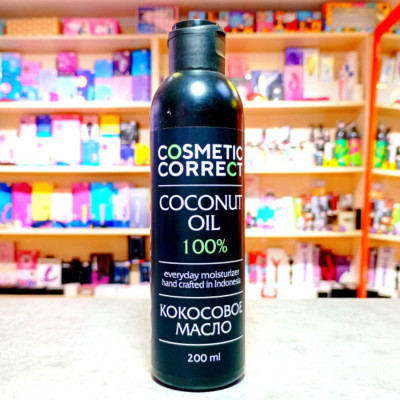 COSMETIC
CORRECT
COCONUT
OIL
100%
everyday moisturizer
hand crafted in Indonesia
КОКОСОВОЕ
МАСЛО
200 ml